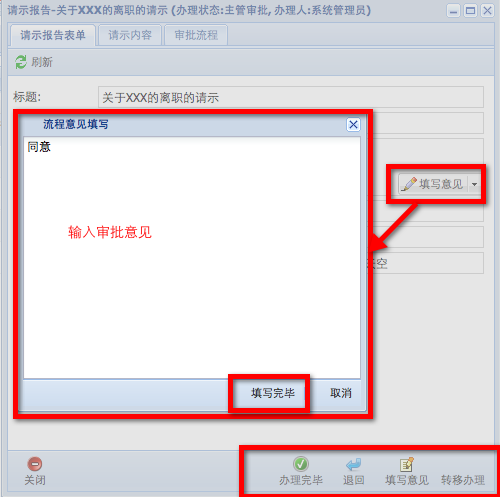 请示报告-关于XXX的离职的请示 (办理状态:主管审批, 办理人:系统管理员)
请示报告表单 请示内容 审批流程
刷新
标题: 关于XXX的离职的请示
流程意见填写
同意
填写意见
输入审批意见
空
填写完毕 取消
关闭 办理完毕 退回 填写意见 转移办理